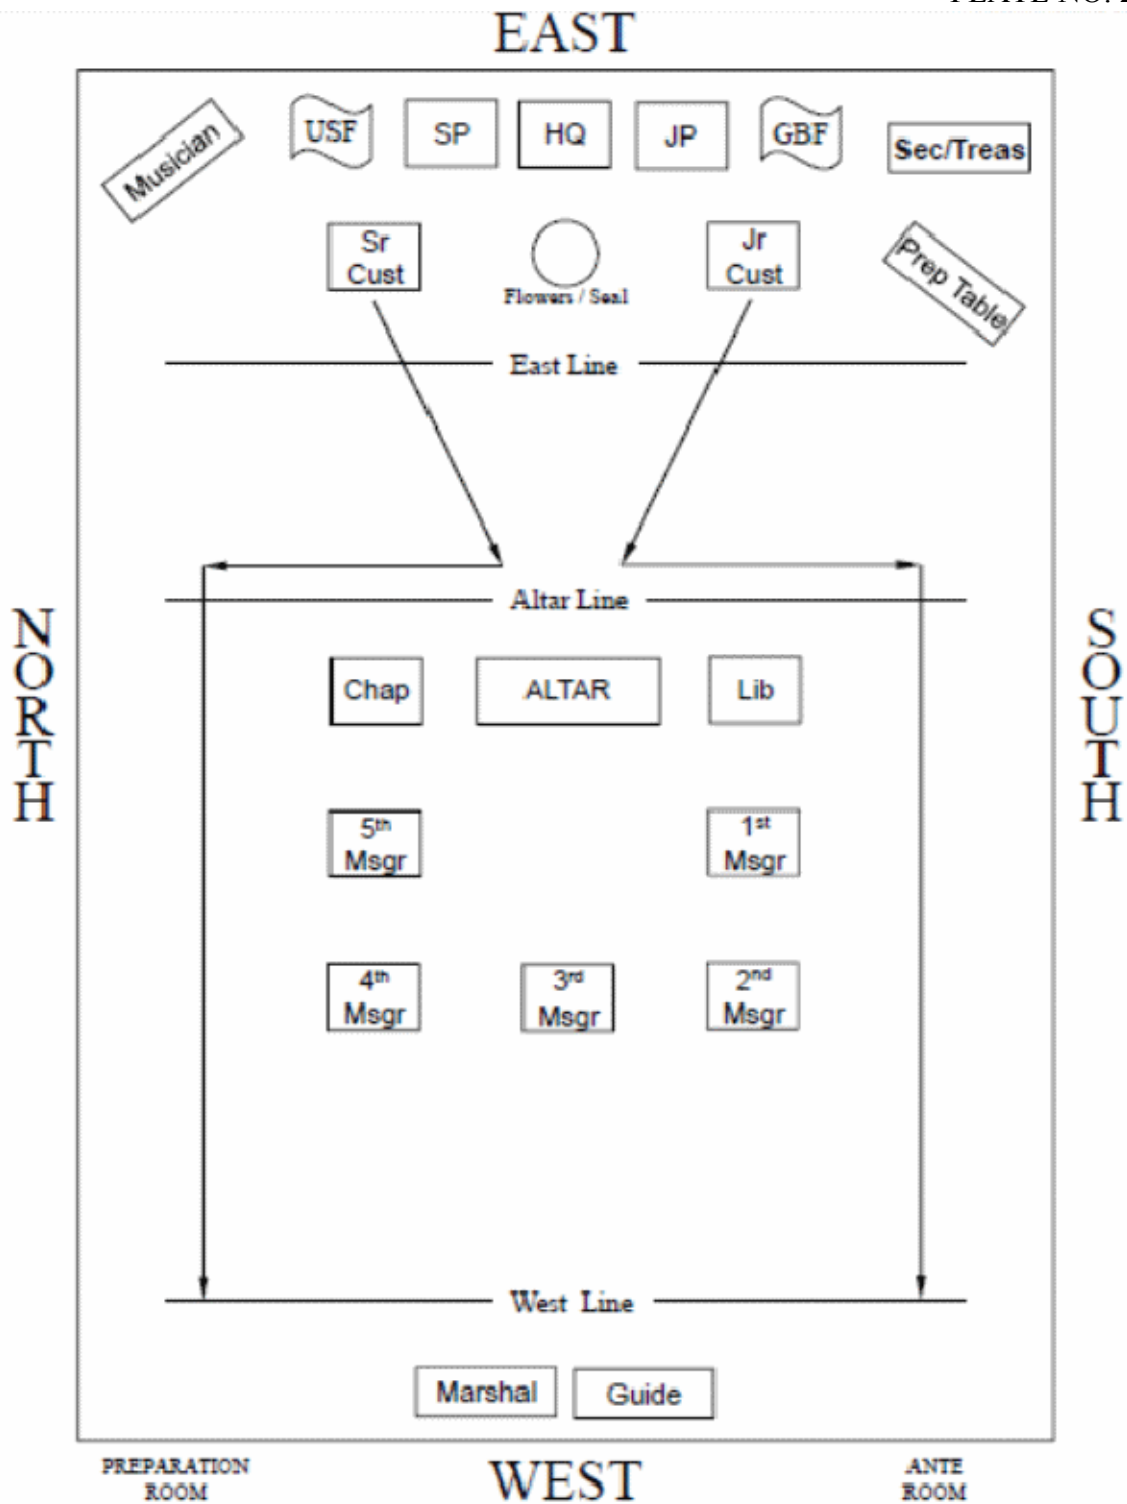 EAST
Musician
USF
SP
HQ
JP
GBF
Sec/Treas
Sr
Cust
Flowers / Seal
Jr
Cust
Prep Table
East Line
Altar Line
NORTH
SOUTH
Chap
ALTAR
Lib
5th
Msgr
1st
Msgr
4th
Msgr
3rd
Msgr
2nd
Msgr
West Line
Marshal
Guide
PREPARATION
ROOM
WEST
ANTE
ROOM